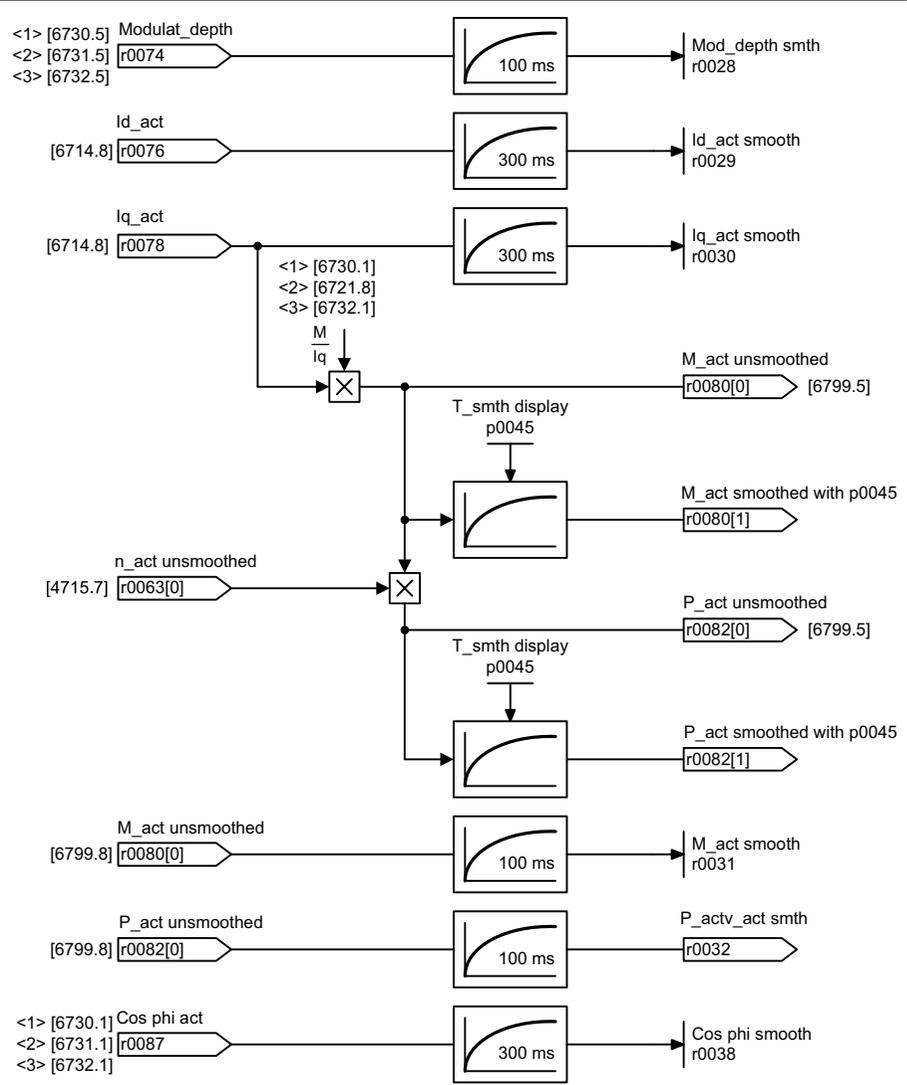 <1> [6730.5]
<2> [6731.5]
<3> [6732.5]
Modulat_depth
r0074
100 ms
Mod_depth smth
r0028
Id_act
[6714.8]
r0076
300 ms
Id_act smooth
r0029
Iq_act
[6714.8]
r0078
300 ms
Iq_act smooth
r0030
<1> [6730.1]
<2> [6721.8]
<3> [6732.1]
M
Iq
M_act unsmoothed
r0080[0]
[6799.5]
T_smth display
p0045
M_act smoothed with p0045
r0080[1]
n_act unsmoothed
[4715.7]
r0063[0]
P_act unsmoothed
r0082[0]
[6799.5]
T_smth display
p0045
P_act smoothed with p0045
r0082[1]
M_act unsmoothed
[6799.8]
r0080[0]
100 ms
M_act smooth
r0031
P_act unsmoothed
[6799.8]
r0082[0]
100 ms
P_actv_act smth
r0032
<1> [6730.1]
<2> [6731.1]
<3> [6732.1]
Cos phi act
r0087
300 ms
Cos phi smooth
r0038